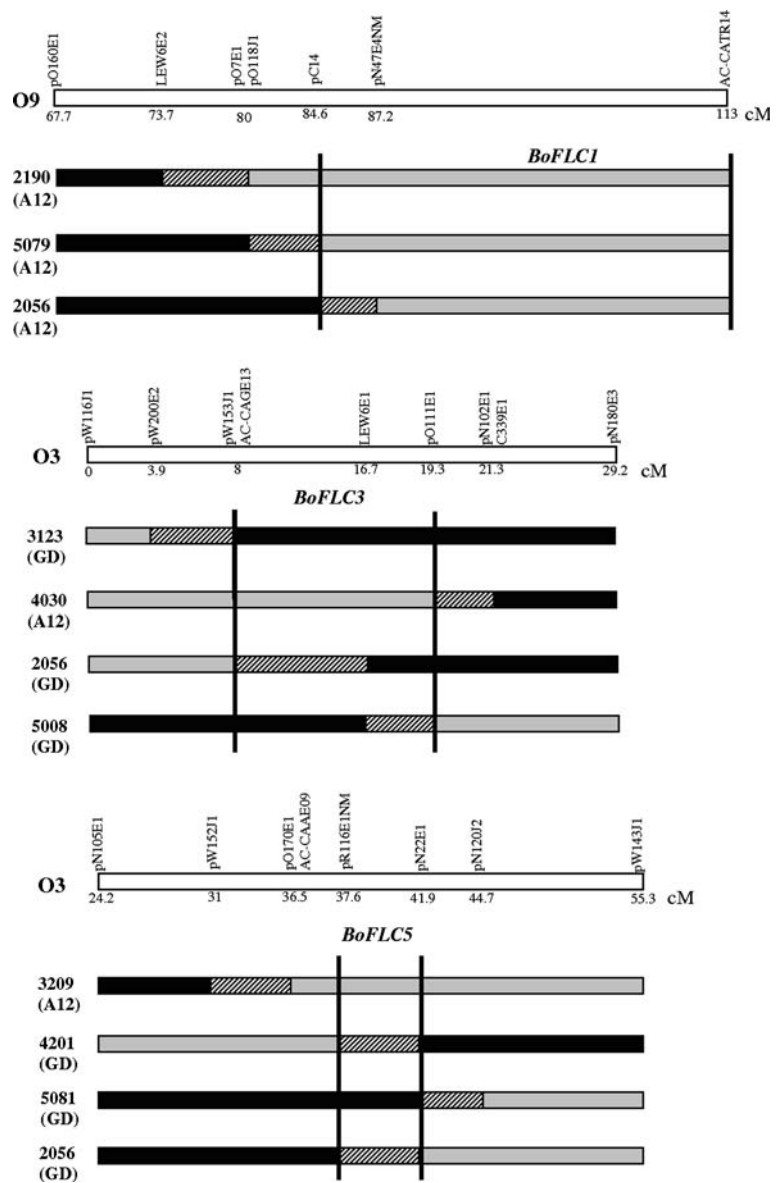 pO160E1 LEW6E2 pO7E1 pO118J1 pC14 pN47E4NM AC-CATR14
O9
67.7 73.7 80 84.6 87.2 113 cM
BoFLC1
2190
(A12)
5079
(A12)
2056
(A12)
pW116J1 pW200E2 pW153J1 AC-CAGE13 LEW6E1 pO111E1 pN102E1 C339E1 pN180E3
O3
0 3.9 8 16.7 19.3 21.3 29.2 cM
BoFLC3
3123
(GD)
4030
(A12)
2056
(GD)
5008
(GD)
pN105E1 pW152J1 pO170E1 AC-CAAE09 pR116E1NM pN22E1 pN120J2 pW143J1
O3
24.2 31 36.5 37.6 41.9 44.7 55.3 cM
BoFLC5
3209
(A12)
4201
(GD)
5081
(GD)
2056
(GD)